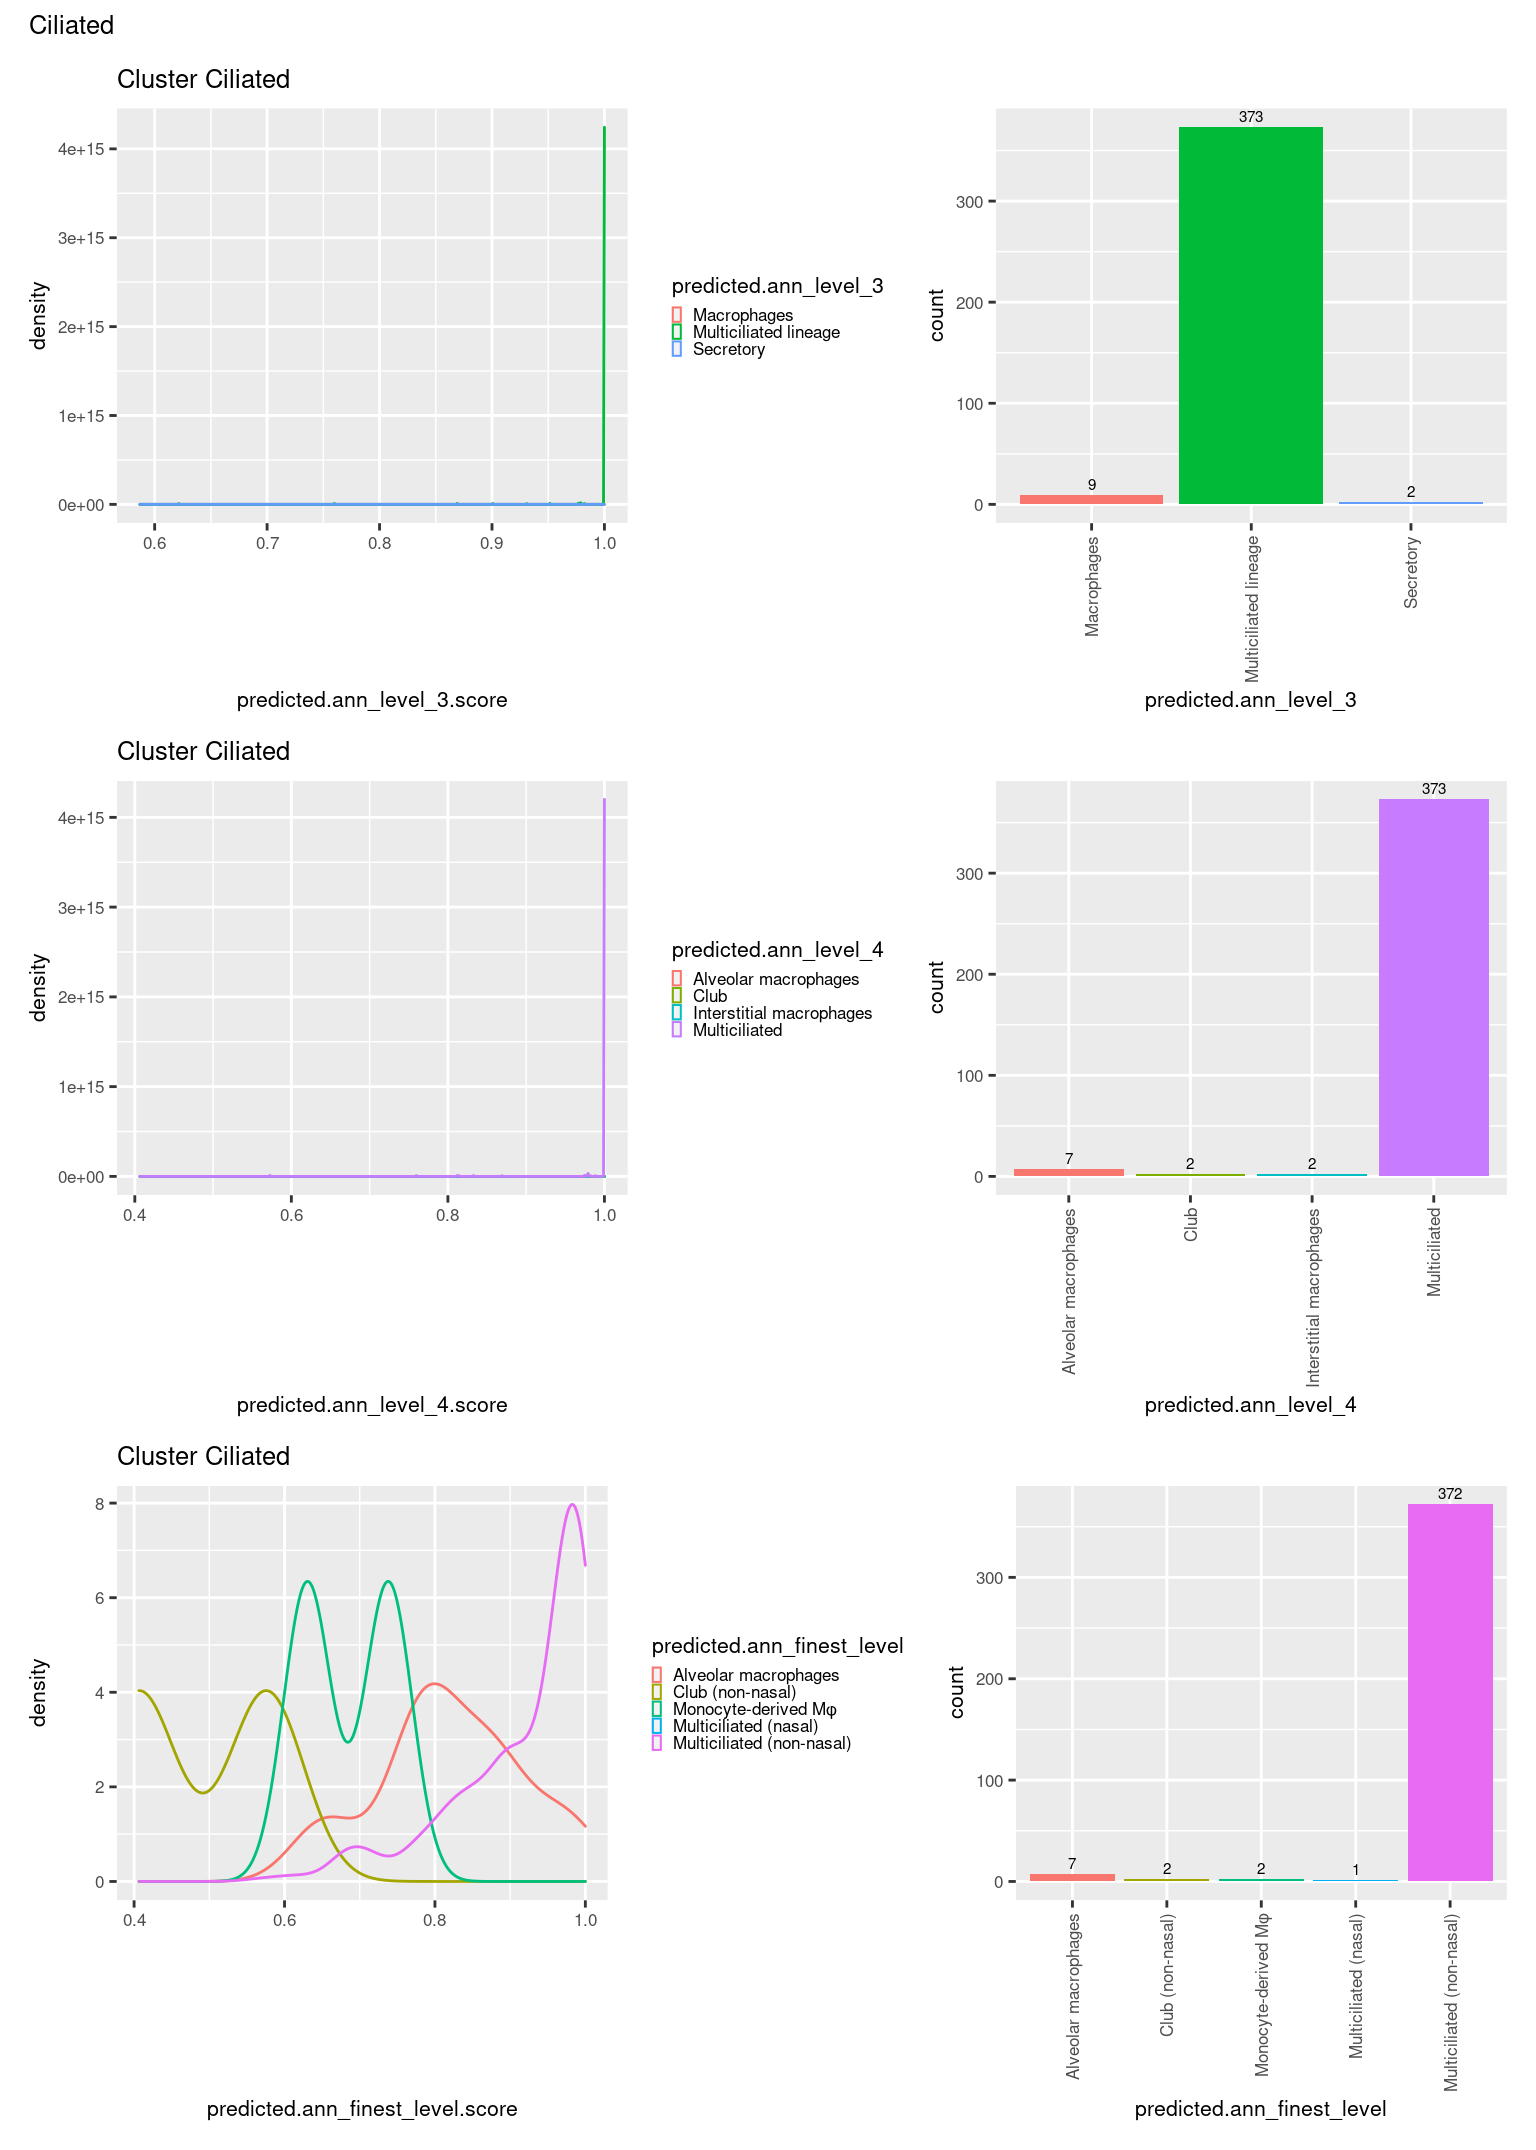 Ciliated
Cluster Ciliated
4e+15
3e+15
2e+15
1e+15
0e+00
density
0.6 0.7 0.8 0.9 1.0
predicted.ann_level_3.score
predicted.ann_level_3
Macrophages
Multiciliated lineage
Secretory
300
200
100
0
count
9
373
2
Macrophages
Multiciliated lineage
Secretory
predicted.ann_level_3
Cluster Ciliated
4e+15
3e+15
2e+15
1e+15
0e+00
density
0.4 0.6 0.8 1.0
predicted.ann_level_4.score
predicted.ann_level_4
Alveolar macrophages
Club
Interstitial macrophages
Multiciliated
300
200
100
0
count
7
2
2
373
Alveolar macrophages
Club
Interstitial macrophages
Multiciliated
predicted.ann_level_4
Cluster Ciliated
8
6
4
2
0
density
0.4 0.6 0.8 1.0
predicted.ann_finest_level.score
predicted.ann_finest_level
Alveolar macrophages
Club (non-nasal)
Monocyte-derived Mφ
Multiciliated (nasal)
Multiciliated (non-nasal)
300
200
100
0
count
7
2
2
1
372
Alveolar macrophages
Club (non-nasal)
Monocyte-derived Mφ
Multiciliated (nasal)
Multiciliated (non-nasal)
predicted.ann_finest_level